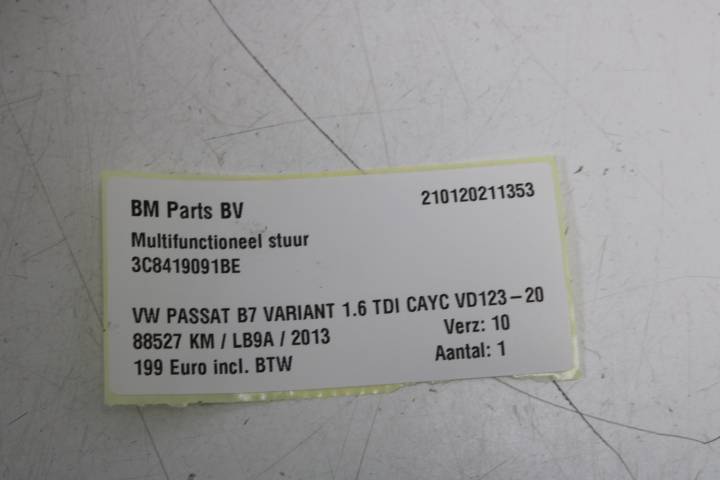 BM Parts BV 210120211353
Multifunctioneel stuur
3C8419091BE
VW PASSAT B7 VARIANT 1.6 TDI CAYC VD123-20
88527 KM / LB9A / 2013 Verz: 10
199 Euro incl. BTW Aantal: 1